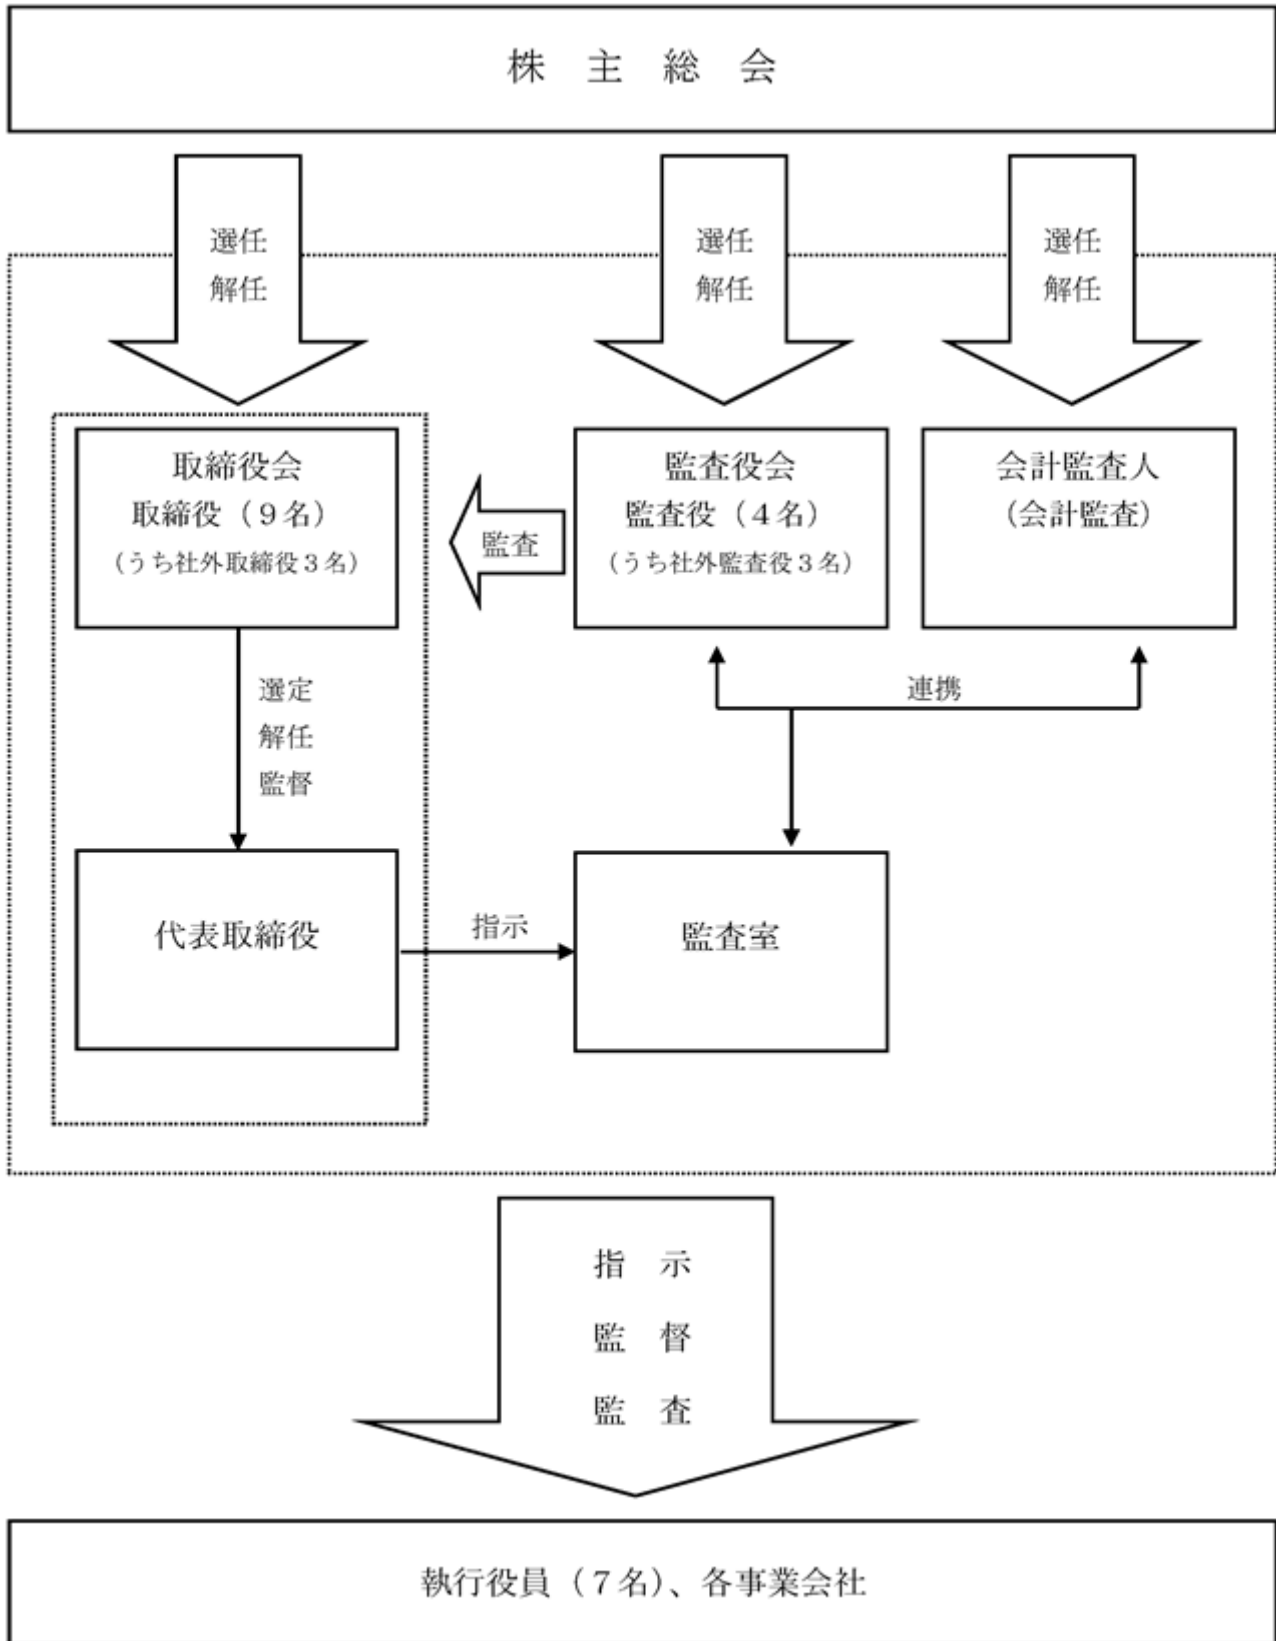 株主総会
選任
解任
選任
解任
選任
解任
取締役会
取締役（９名）
（うち社外取締役３名）
監査
監査役会
監査役（４名）
（うち社外監査役３名）
会計監査人
（会計監査）
選定
解任
監督
連携
代表取締役
指示
監査室
指示
監督
監査
執行役員（７名）、各事業会社